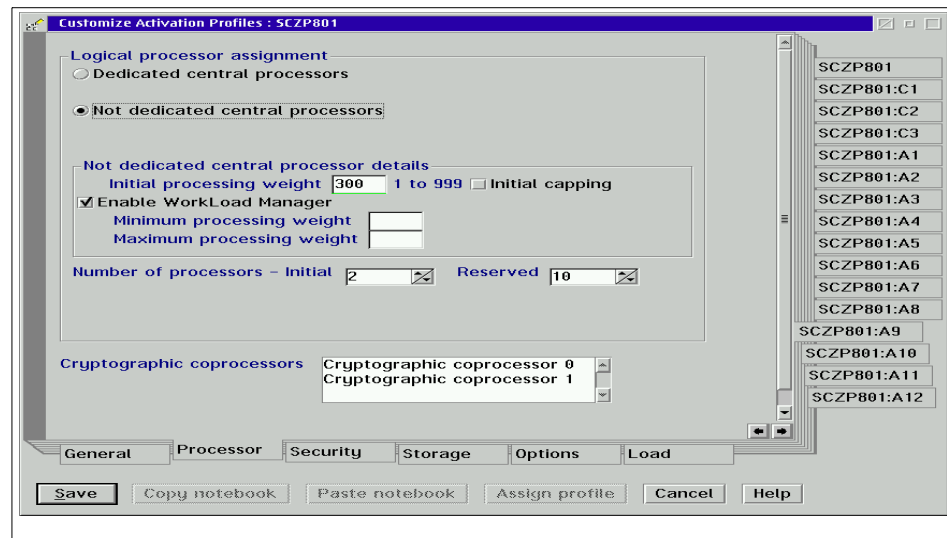 Customize Activation Profiles : SCZP801
Logical processor assignment
Dedicated central processors
Not dedicated central processors
Not dedicated central processor details
Initial processing weight 300 1 to 999 Initial capping
Enable WorkLoad Manager
Minimum processing weight
Maximum processing weight
Number of processors - Initial 2 Reserved 10
Cryptographic coprocessors Cryptographic coprocessor 0
Cryptographic coprocessor 1
SCZP801
SCZP801:C1
SCZP801:C2
SCZP801:C3
SCZP801:A1
SCZP801:A2
SCZP801:A3
SCZP801:A4
SCZP801:A5
SCZP801:A6
SCZP801:A7
SCZP801:A8
SCZP801:A9
SCZP801:A10
SCZP801:A11
SCZP801:A12
General Processor Security Storage Options Load
Save Copy notebook Paste notebook Assign profile Cancel Help